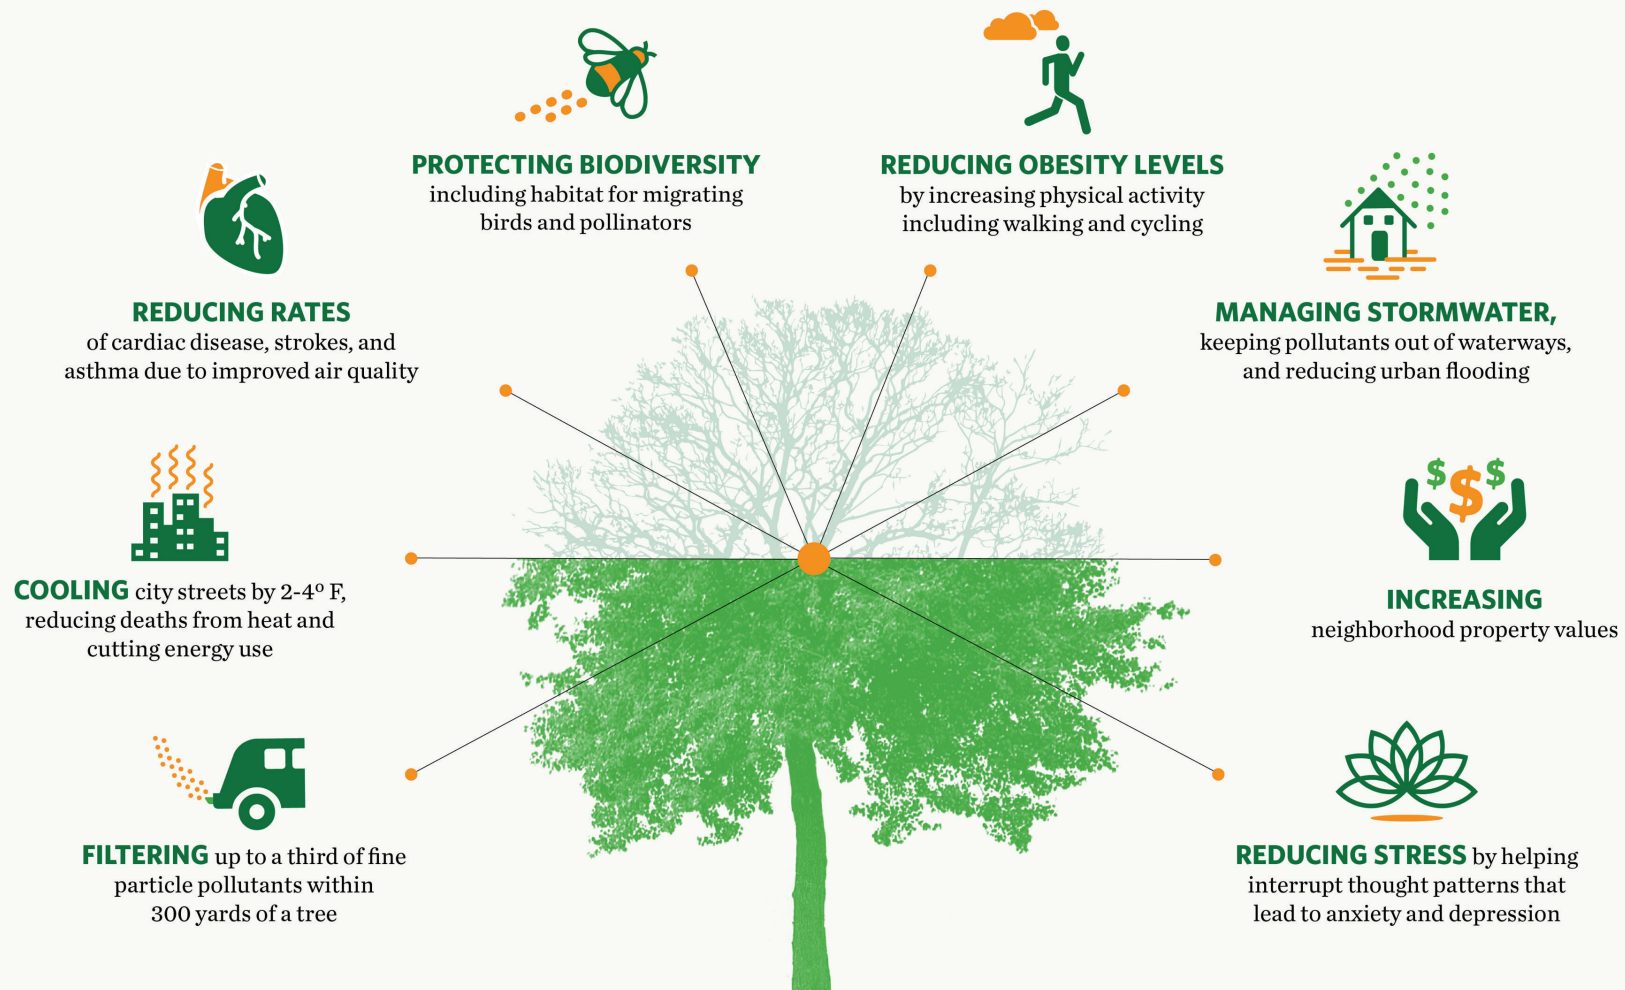 PROTECTING BIODIVERSITY
including habitat for migrating
birds and pollinators
REDUCING OBESITY LEVELS
by increasing physical activity
including walking and cycling
REDUCING RATES
of cardiac disease, strokes, and
asthma due to improved air quality
MANAGING STORMWATER,
keeping pollutants out of waterways,
and reducing urban flooding
COOLING city streets by 2-4º F,
reducing deaths from heat and
cutting energy use
$ $ $
INCREASING
neighborhood property values
FILTERING up to a third of fine
particle pollutants within
300 yards of a tree
REDUCING STRESS by helping
interrupt thought patterns that
lead to anxiety and depression